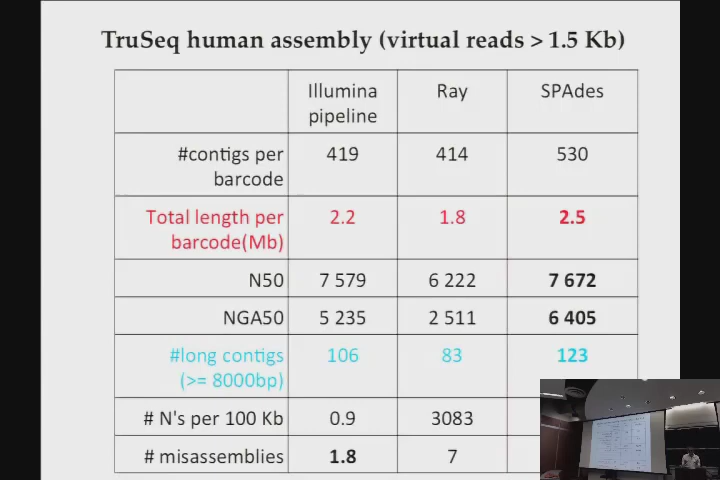 TruSeq human assembly (virtual reads > 1.5 Kb)
Illumina pipeline Ray SPAdes
#contigs per barcode 419 414 530
Total length per barcode(Mb) 2.2 1.8 2.5
N50 7 579 6 222 7 672
NGA50 5 235 2 511 6 405
#long contigs (>= 8000bp) 106 83 123
# N's per 100 Kb 0.9 3083
# misassemblies 1.8 7